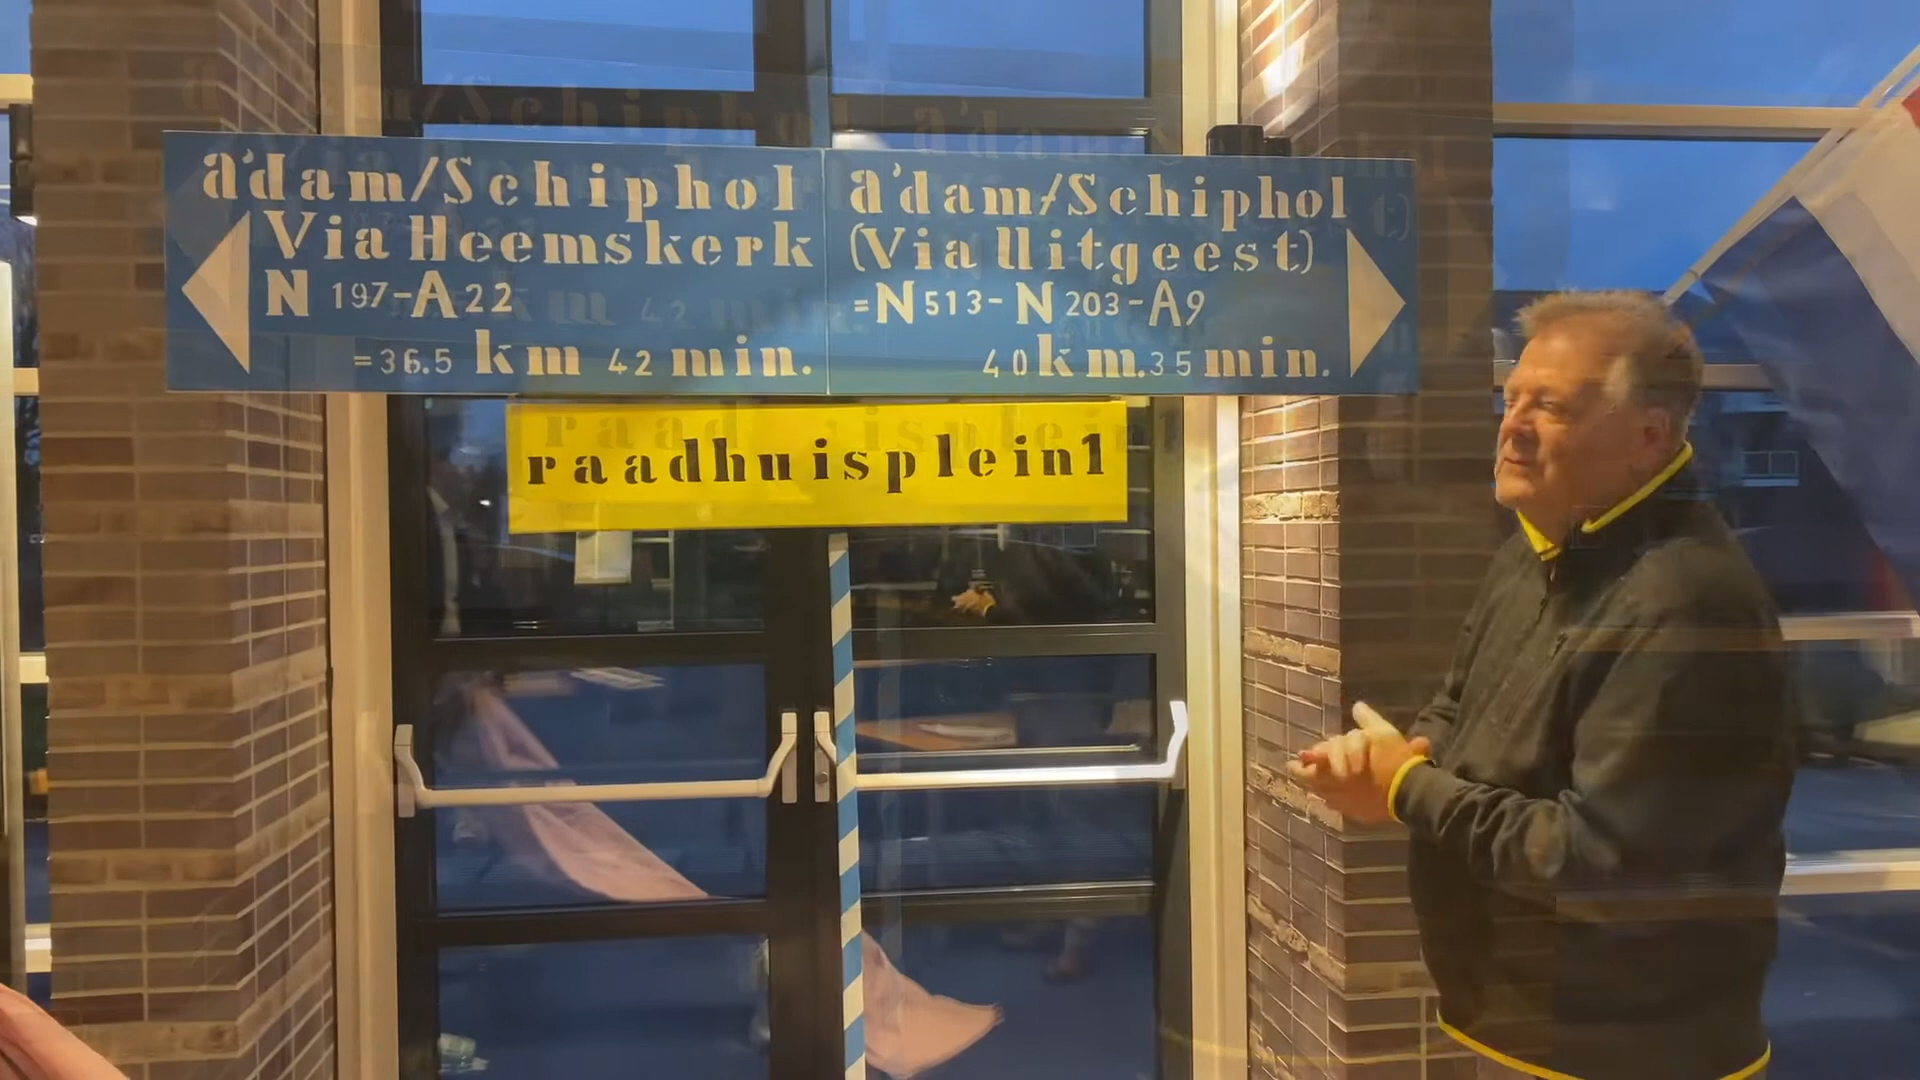 a'dam/Schiphol
Via Heemskerk
N 197-A22
=36.5 km 42 min.
a'dam/Schiphol
(Via Uitgeest)
=N513-N203-A9
40km.35min.
raadhuisplein1